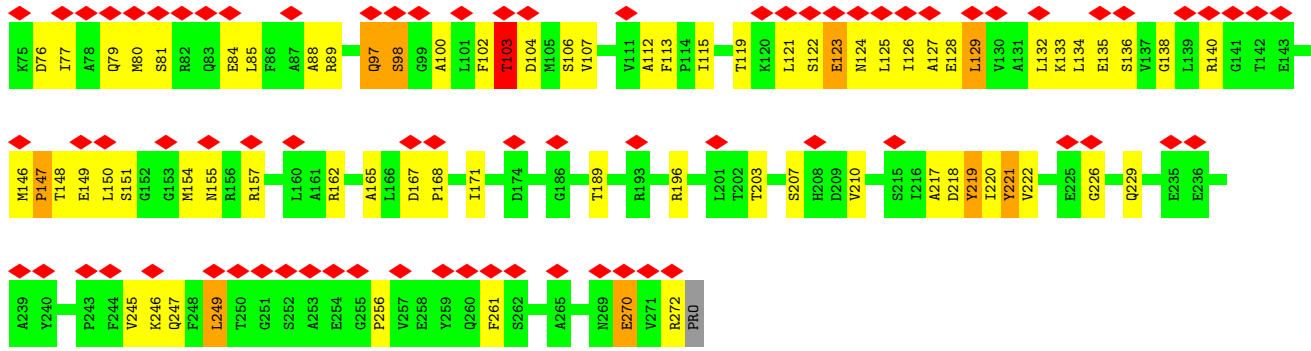 K75 D76 I77 A78 Q79 M80 S81 R82 Q83 E84 L85 F86 A87 A88 R89 Q97 S98 G99 A100 L101 F102 T103 D104 M105 S106 V107 V111 A112 F113 P114 I115 T119 K120 L121 S122 E123 N124 L125 I126 A127 E128 L129 V130 A131 L132 K133 L134 E135 S136 V137 G138 L139 R140 G141 T142 E143
M146 P147 T148 E149 L150 S151 G152 G153 M154 N155 R156 R157 L160 A161 R162 A165 L166 D167 P168 I171 D174 G186 T189 R193 R196 L201 T202 T203 S207 H208 D209 V210 S215 I216 A217 D218 Y219 I220 Y221 V222 E225 G226 Q229 E235 E236
A239 Y240 P243 F244 V245 K246 Q247 F248 L249 T250 G251 S252 A253 E254 G255 P256 V257 E258 Y259 Q260 F261 S262 A265 N269 E270 V271 R272 PRO